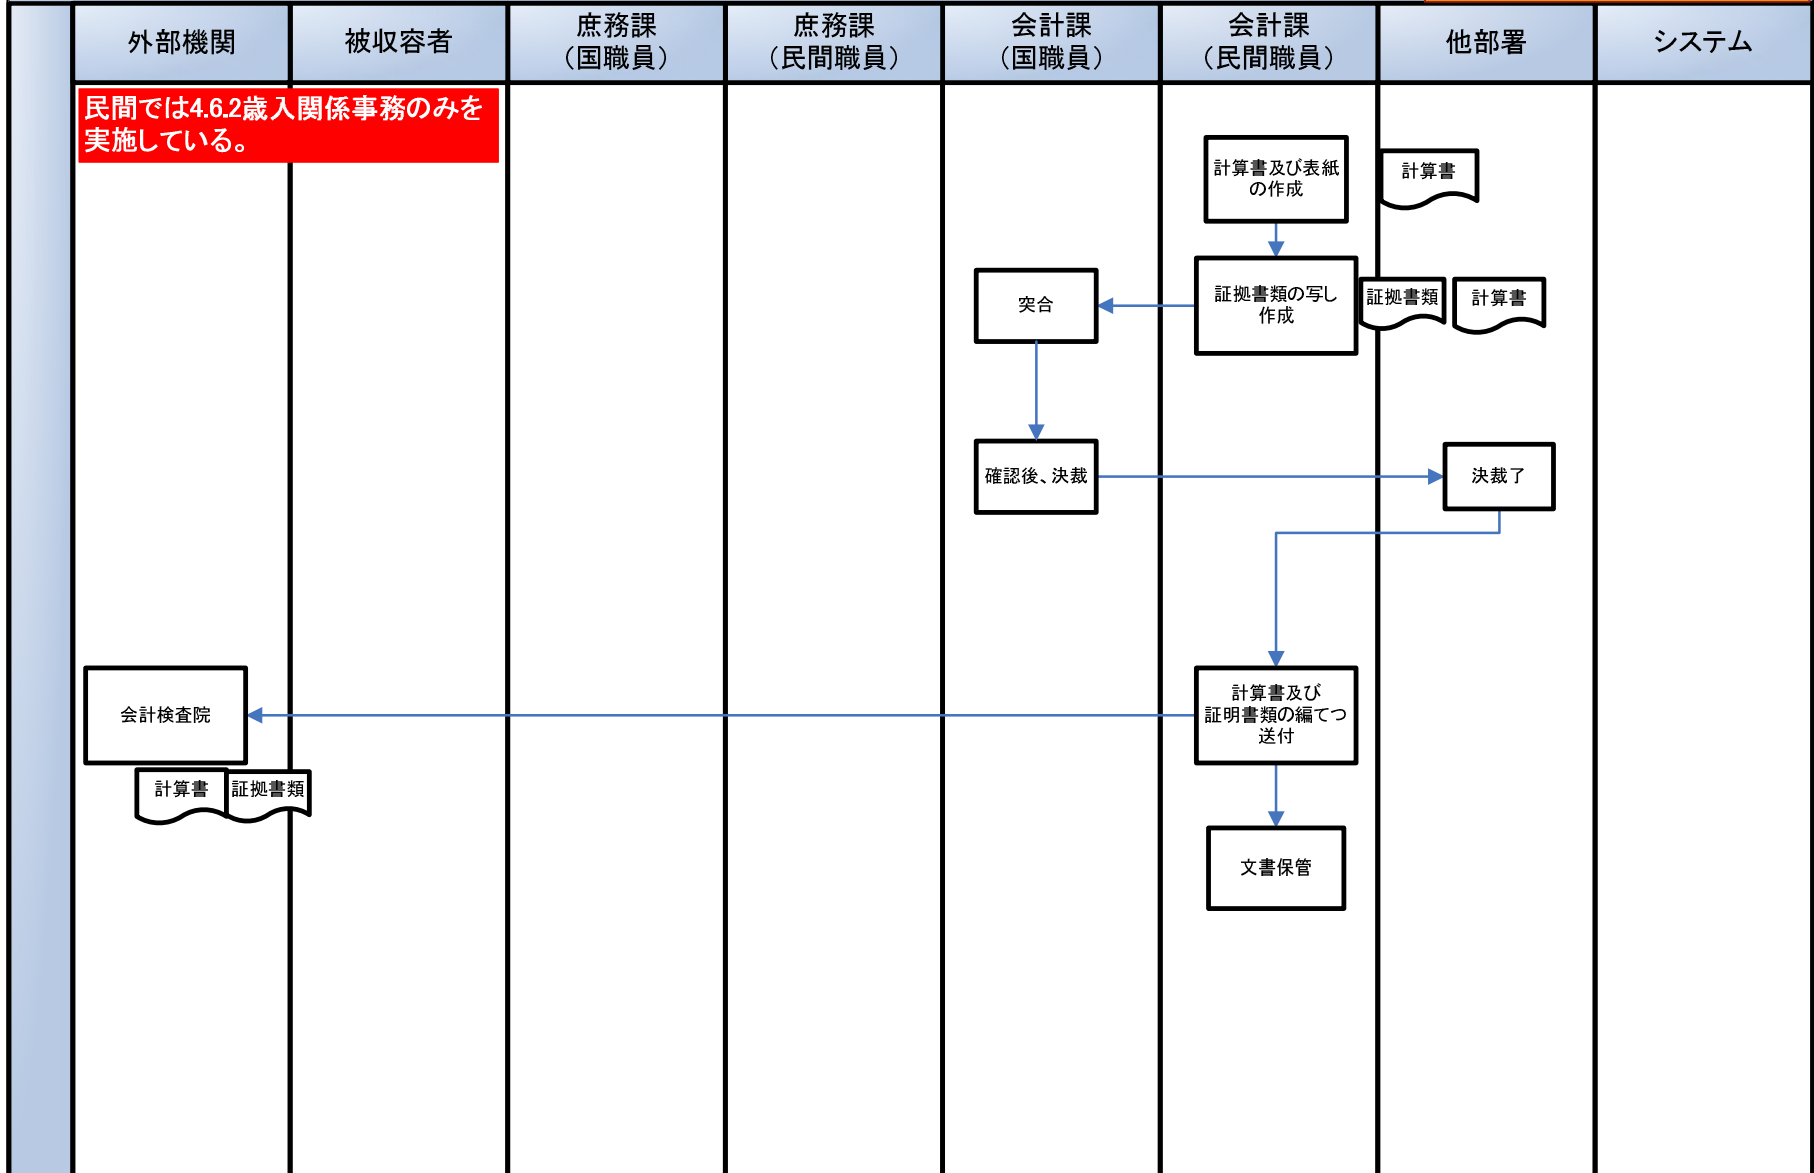 外部機関
被収容者
庶務課
（国職員）
庶務課
（民間職員）
会計課
（国職員）
会計課
（民間職員）
他部署
システム
民間では4.6.2歳入関係事務のみを
実施している。
計算書及び表紙
の作成
計算書
突合
証拠書類の写し
作成
証拠書類
計算書
確認後、決裁
決裁了
会計検査院
計算書及び
証明書類の編てつ
送付
計算書
証拠書類
文書保管